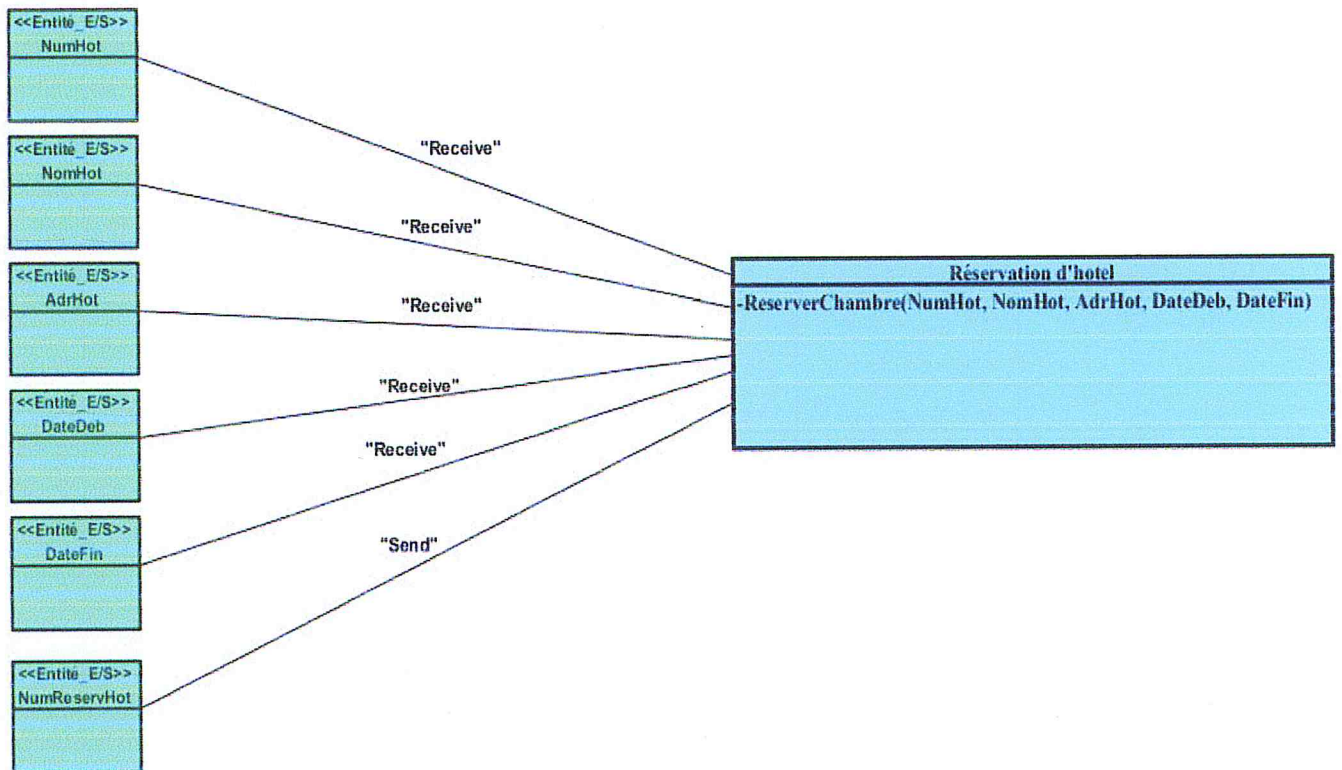 <<Entité_E/S>>
NumHot
<<Entité_E/S>>
NomHot
<<Entité_E/S>>
AdrHot
<<Entité_E/S>>
DateDeb
<<Entité_E/S>>
DateFin
<<Entité_E/S>>
NumReservHot
"Receive"
"Receive"
"Receive"
"Receive"
"Receive"
"Send"
Réservation d'hotel
-ReserverChambre(NumHot, NomHot, AdrHot, DateDeb, DateFin)